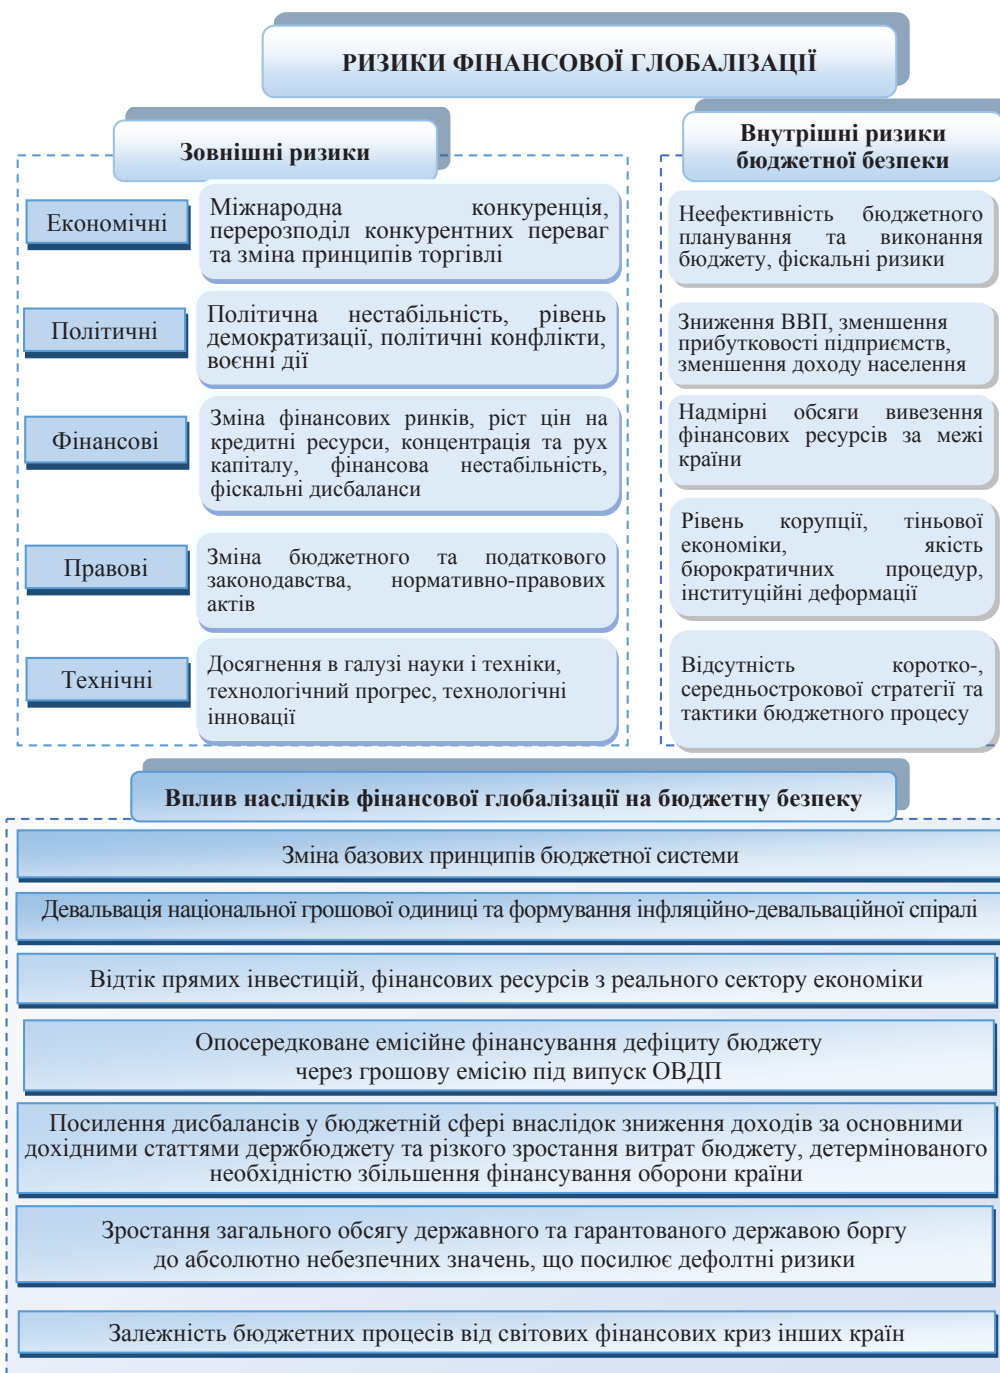 РИЗИКИ ФІНАНСОВОЇ ГЛОБАЛІЗАЦІЇ
Зовнішні ризики
Економічні
Міжнародна конкуренція,
перерозподіл конкурентних переваг
та зміна принципів торгівлі
Політичні
Політична нестабільність, рівень
демократизації, політичні конфлікти,
воєнні дії
Фінансові
Зміна фінансових ринків, ріст цін на
кредитні ресурси, концентрація та рух
капіталу, фінансова нестабільність,
фіскальні дисбаланси
Правові
Зміна бюджетного та податкового
законодавства, нормативно-правових
актів
Технічні
Досягнення в галузі науки і техніки,
технологічний прогрес, технологічні
інновації
Внутрішні ризики
бюджетної безпеки
Неефективність бюджетного
планування та виконання
бюджету, фіскальні ризики
Зниження ВВП, зменшення
прибутковості підприємств,
зменшення доходу населення
Надмірні обсяги вивезення
фінансових ресурсів за межі
країни
Рівень корупції, тіньової
економіки, якість
бюрократичних процедур,
інституційні деформації
Відсутність коротко-,
середньострокової стратегії та
тактики бюджетного процесу
Вплив наслідків фінансової глобалізації на бюджетну безпеку
Зміна базових принципів бюджетної системи
Девальвація національної грошової одиниці та формування інфляційно-девальваційної спіралі
Відтік прямих інвестицій, фінансових ресурсів з реального сектору економіки
Опосередковане емісійне фінансування дефіциту бюджету
через грошову емісію під випуск ОВДП
Посилення дисбалансів у бюджетній сфері внаслідок зниження доходів за основними
дохідними статтями держбюджету та різкого зростання витрат бюджету, детермінованого
необхідністю збільшення фінансування оборони країни
Зростання загального обсягу державного та гарантованого державою боргу
до абсолютно небезпечних значень, що посилює дефолтні ризики
Залежність бюджетних процесів від світових фінансових криз інших країн